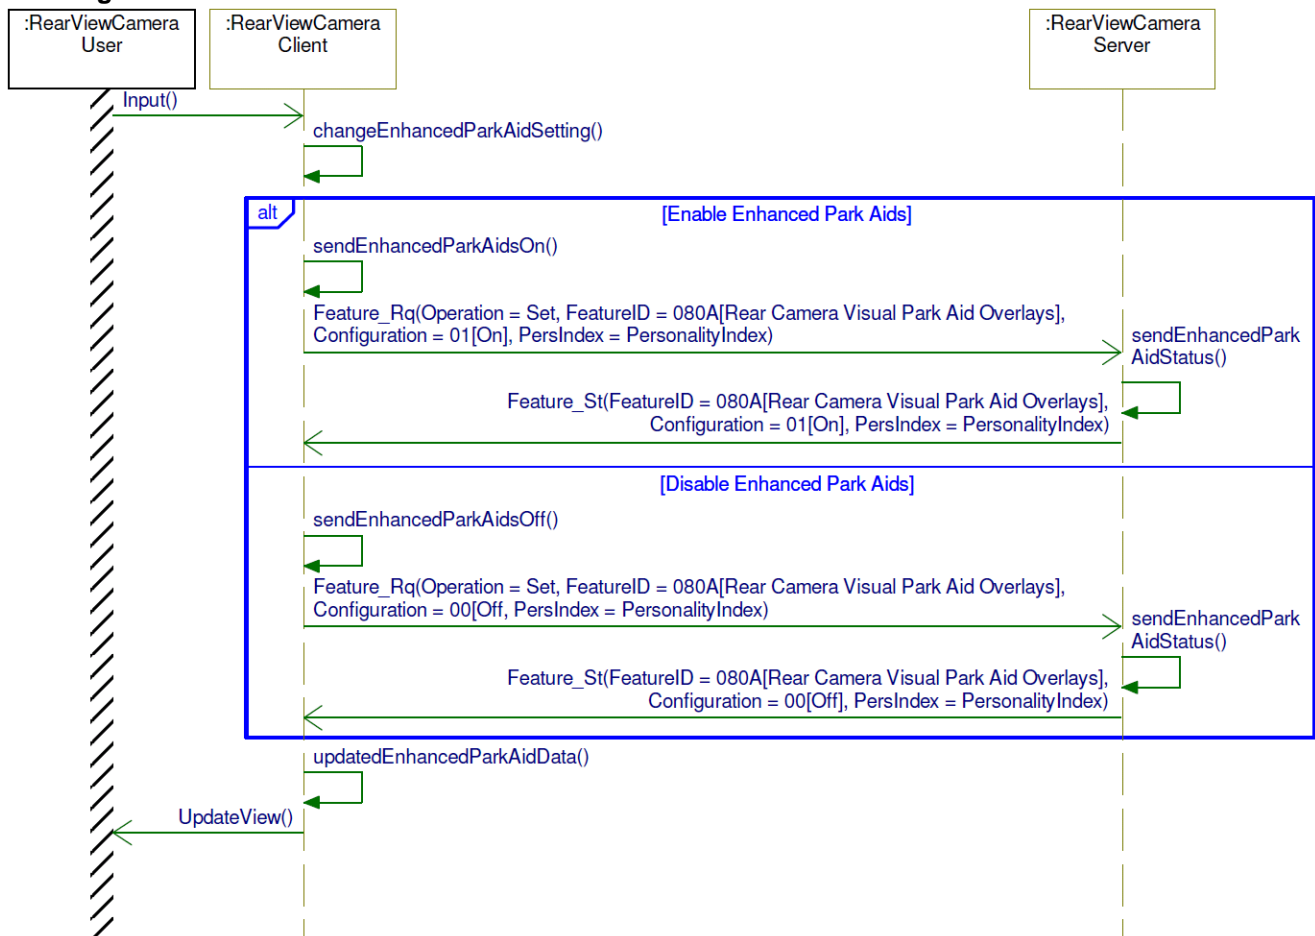 :RearViewCamera
User
:RearViewCamera
Client
:RearViewCamera
Server
Input()
changeEnhancedParkAidSetting()
alt
[Enable Enhanced Park Aids]
sendEnhancedParkAidsOn()
Feature_Rq(Operation = Set, FeatureID = 080A[Rear Camera Visual Park Aid Overlays],
Configuration = 01[On], PersIndex = PersonalityIndex)
sendEnhancedPark
AidStatus()
Feature_St(FeatureID = 080A[Rear Camera Visual Park Aid Overlays],
Configuration = 01[On], PersIndex = PersonalityIndex)
[Disable Enhanced Park Aids]
sendEnhancedParkAidsOff()
Feature_Rq(Operation = Set, FeatureID = 080A[Rear Camera Visual Park Aid Overlays],
Configuration = 00[Off, PersIndex = PersonalityIndex)
sendEnhancedPark
AidStatus()
Feature_St(FeatureID = 080A[Rear Camera Visual Park Aid Overlays],
Configuration = 00[Off], PersIndex = PersonalityIndex)
updatedEnhancedParkAidData()
UpdateView()